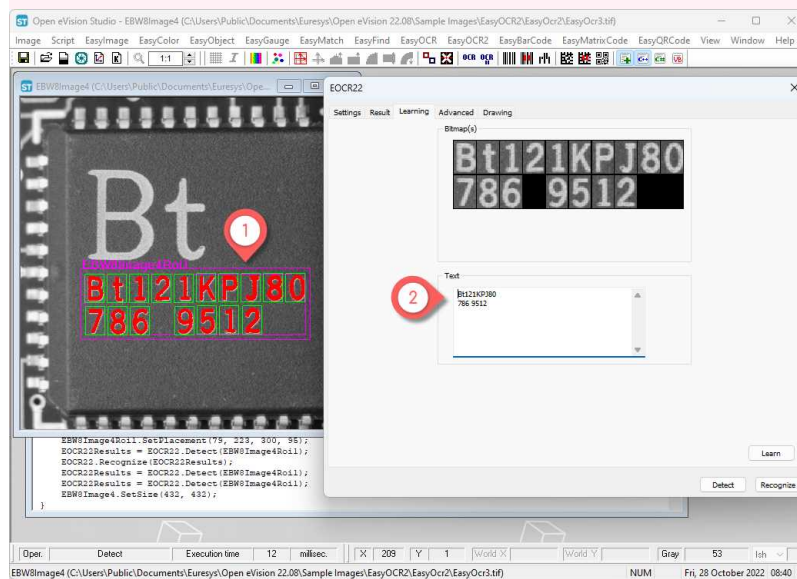 Open eVision Studio - EBW8Image4 (C:\Users\Public\Documents\Euresys\Open eVision 22.08\Sample Images\EasyOCR2\EasyOcr2\EasyOcr3.tif)
Image Script EasyImage EasyColor EasyObject EasyGauge EasyMatch EasyFind EasyOCR EasyOCR2 EasyBarCode EasyMatrixCode EasyQRCode View Window Help
1:1
EBW8Image4 (C:\Users\Public\Documents\Euresys\Ope...
Bt
1
EBW8Image4Roi1
Bt121KPJ80
786 9512
EOCR22
Settings Result Learning Advanced Drawing
Bitmap(s)
Bt121KPJ80
786 9512
Text
2
Bt121KPJ80
786 9512
Learn
Detect Recognize
EBW8Image4Roi1.SetPlacement(79, 223, 300, 96);
EOCR22Results = EOCR22.Detect(EBW8Image4Roi1);
EOCR22.Recognize(EOCR22Results);
EOCR22Results = EOCR22.Detect(EBW8Image4Roi1);
EOCR22Results = EOCR22.Detect(EBW8Image4Roi1);
EBW8Image4.SetSize(432, 432);
}
Oper. Detect Execution time 12 millisec. X 209 Y 1 World X World Y Gray 53 Ish
EBW8Image4 (C:\Users\Public\Documents\Euresys\Open eVision 22.08\Sample Images\EasyOCR2\EasyOcr2\EasyOcr3.tif) NUM Fri, 28 October 2022 08:40